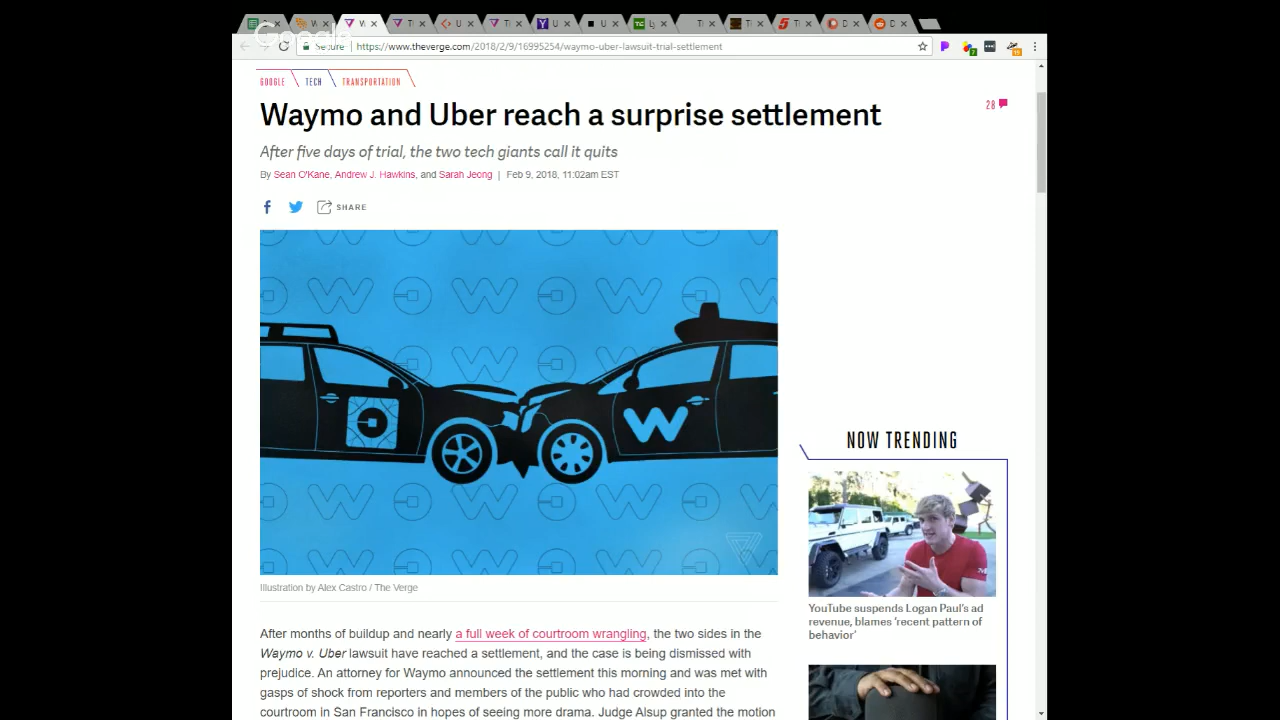 Google
Secure
https://www.theverge.com/2018/2/9/16995254/waymo-uber-lawsuit-trial-settlement
GOOGLE
TECH
TRANSPORTATION
Waymo and Uber reach a surprise settlement
28
After five days of trial, the two tech giants call it quits
By Sean O'Kane, Andrew J. Hawkins, and Sarah Jeong | Feb 9, 2018, 11:02am EST
SHARE
Illustration by Alex Castro / The Verge
After months of buildup and nearly a full week of courtroom wrangling, the two sides in the
Waymo v. Uber lawsuit have reached a settlement, and the case is being dismissed with
prejudice. An attorney for Waymo announced the settlement this morning and was met with
gasps of shock from reporters and members of the public who had crowded into the
courtroom in San Francisco in hopes of seeing more drama. Judge Alsup granted the motion
NOW TRENDING
YouTube suspends Logan Paul's ad
revenue, blames 'recent pattern of
behavior'